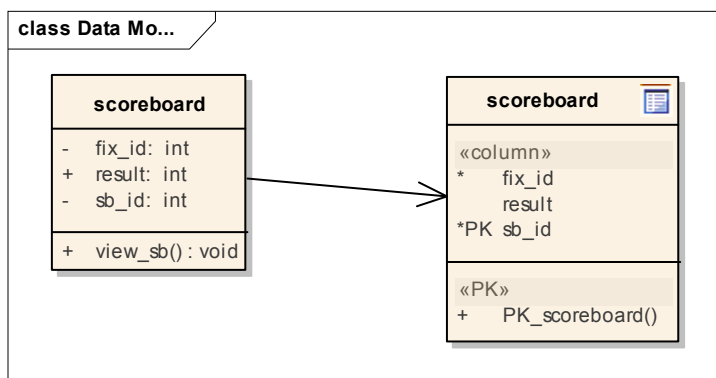 class Data Mo...
scoreboard
- fix_id: int
+ result: int
- sb_id: int
+ view_sb() : void
scoreboard
«column»
* fix_id
result
*PK sb_id
«PK»
+ PK_scoreboard()